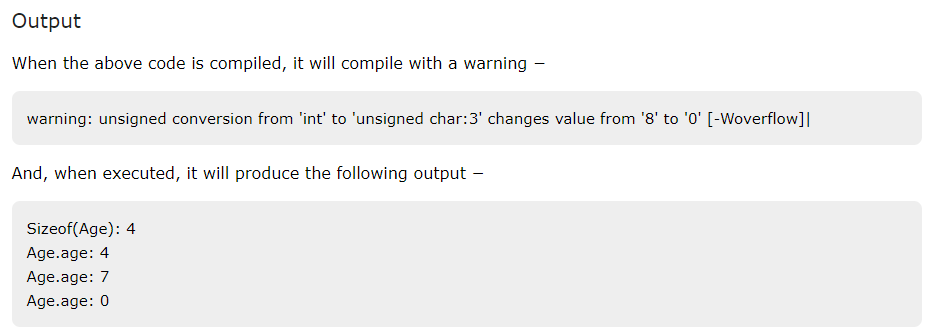 Output
When the above code is compiled, it will compile with a warning −
warning: unsigned conversion from 'int' to 'unsigned char:3' changes value from '8' to '0' [-Woverflow]|
And, when executed, it will produce the following output −
Sizeof(Age): 4
Age.age: 4
Age.age: 7
Age.age: 0